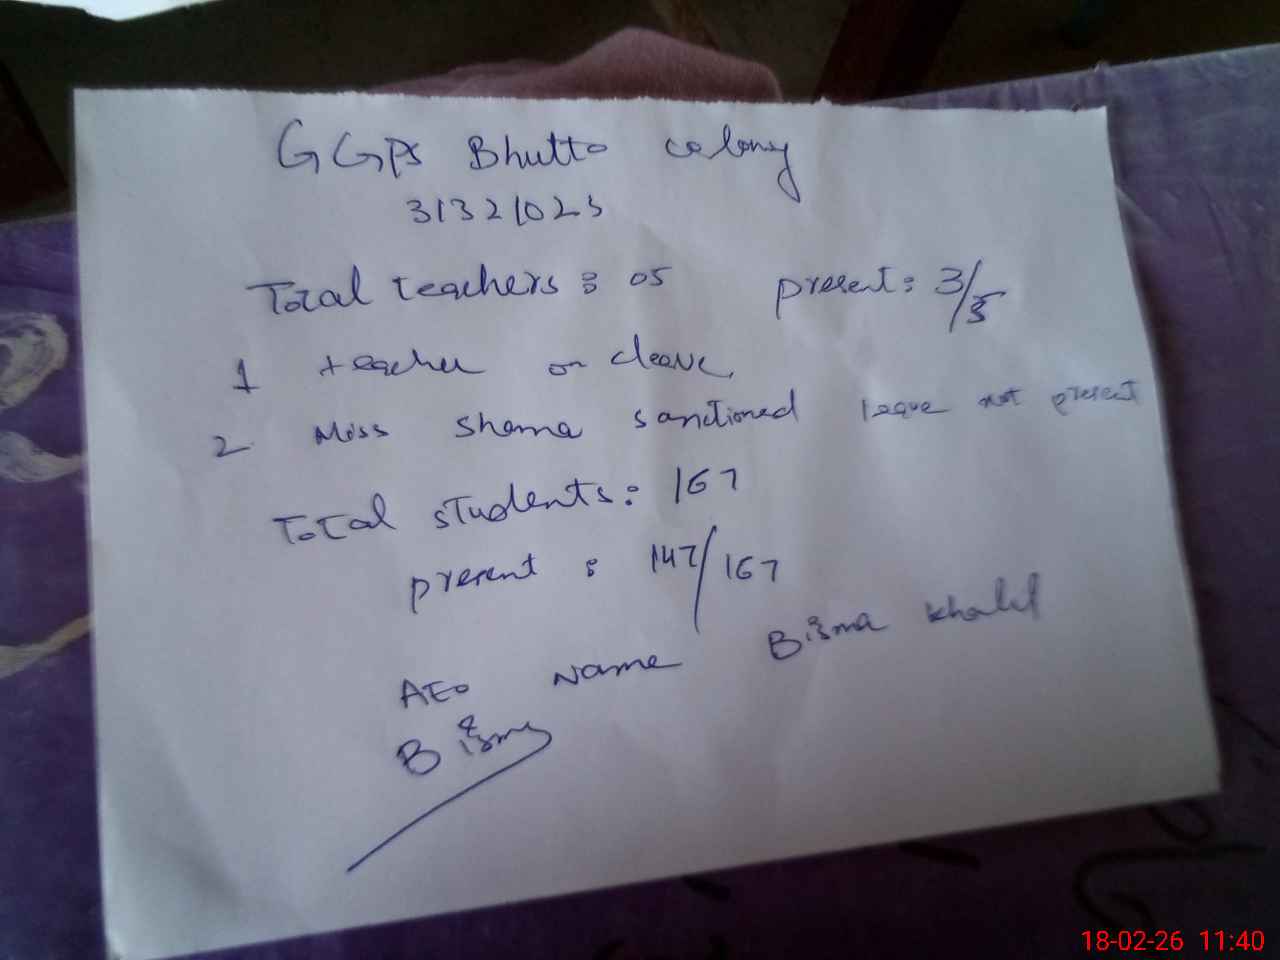 GGPS Bhutto colony
31321023
Total teachers : 05 present : 3/5
1 teacher on cleave,
2 Miss Shama sanctioned leave not present
Total students : 167
present : 147/167
AEO Name Bisma Khalil
Bisma
18-02-26 11:40